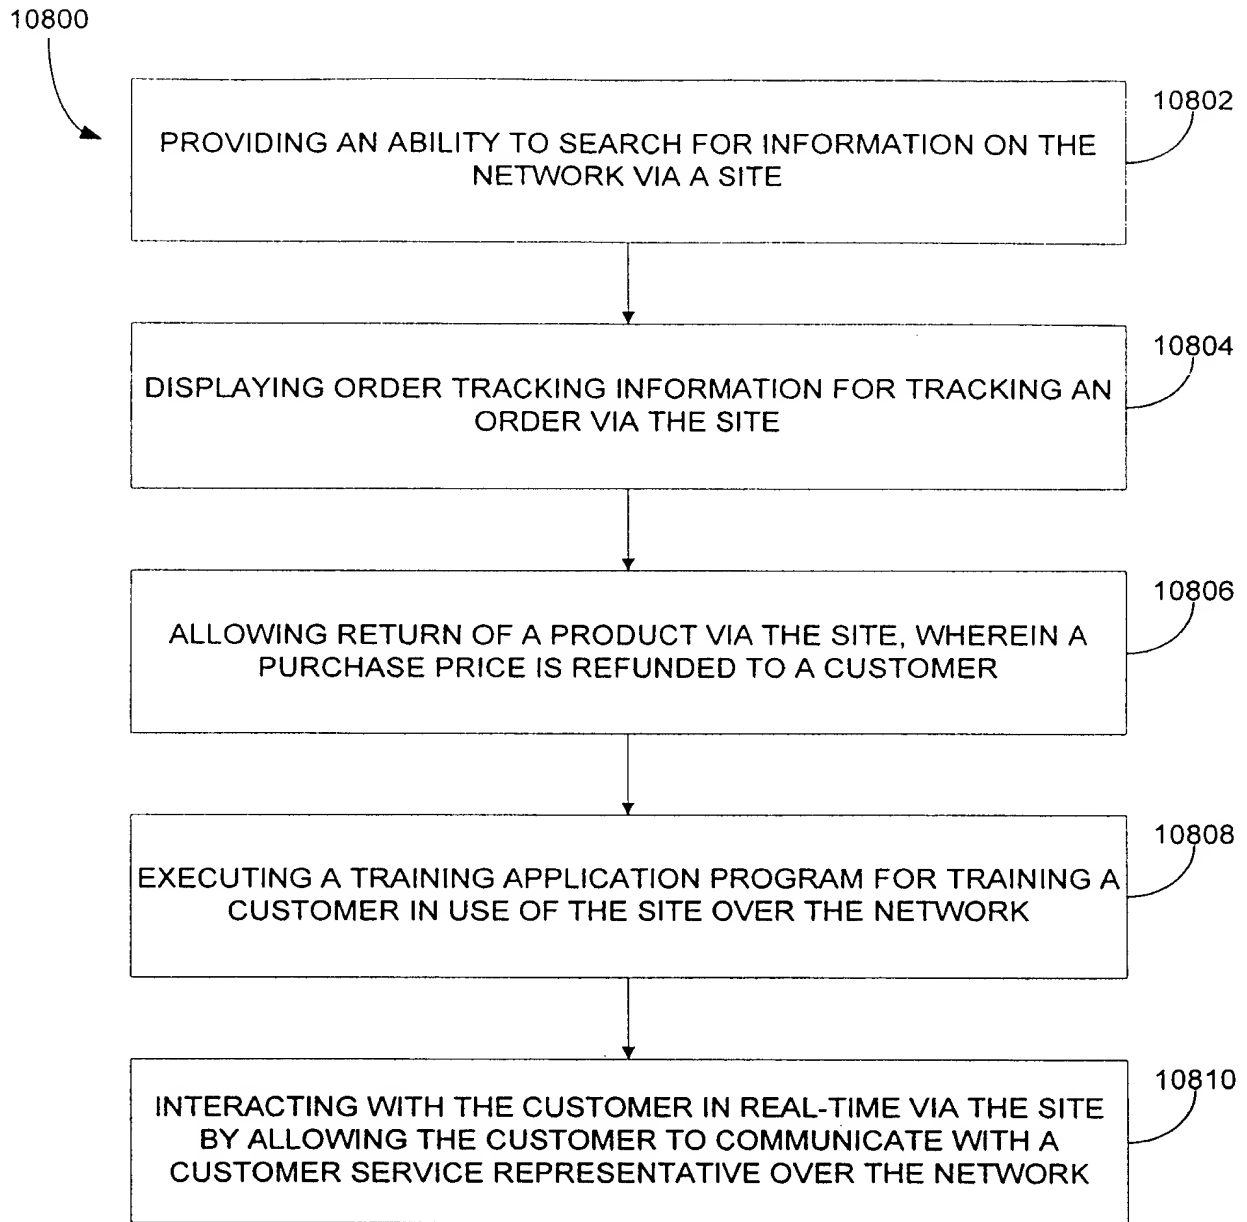 10800
10802
PROVIDING AN ABILITY TO SEARCH FOR INFORMATION ON THE
NETWORK VIA A SITE
10804
DISPLAYING ORDER TRACKING INFORMATION FOR TRACKING AN
ORDER VIA THE SITE
10806
ALLOWING RETURN OF A PRODUCT VIA THE SITE, WHEREIN A
PURCHASE PRICE IS REFUNDED TO A CUSTOMER
10808
EXECUTING A TRAINING APPLICATION PROGRAM FOR TRAINING A
CUSTOMER IN USE OF THE SITE OVER THE NETWORK
10810
INTERACTING WITH THE CUSTOMER IN REAL-TIME VIA THE SITE
BY ALLOWING THE CUSTOMER TO COMMUNICATE WITH A
CUSTOMER SERVICE REPRESENTATIVE OVER THE NETWORK